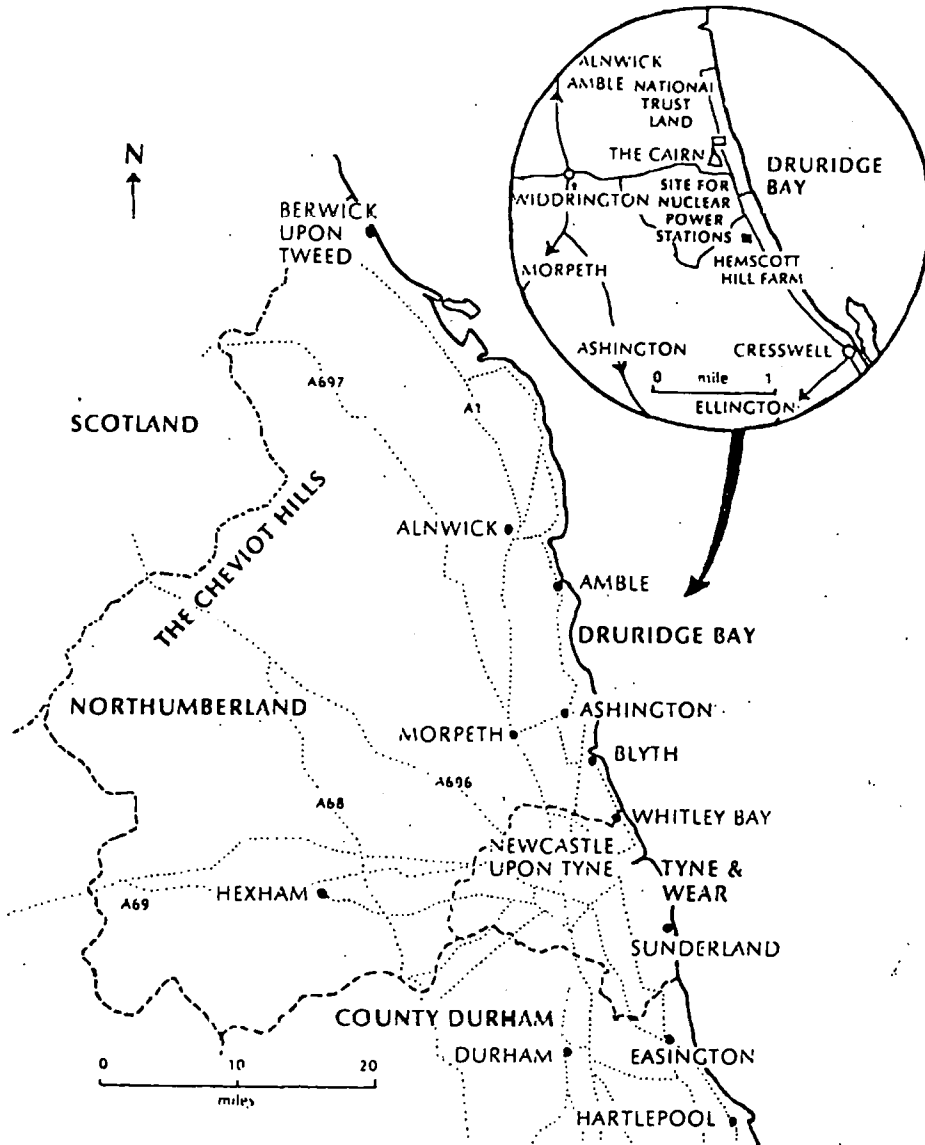 N
BERWICK
UPON
TWEED
A697
A1
SCOTLAND
THE CHEVIOT HILLS
ALNWICK
AMBLE
DRURIDGE BAY
NORTHUMBERLAND
ASHINGTON
MORPETH
BLYTH
A696
A68
WHITLEY BAY
NEWCASTLE
UPON TYNE
TYNE &
WEAR
HEXHAM
A69
SUNDERLAND
COUNTY DURHAM
DURHAM
EASINGTON
HARTLEPOOL
0 10 20
miles
ALNWICK
AMBLE
NATIONAL
TRUST
LAND
THE CAIRN
DRURIDGE
BAY
WIDDRINGTON
SITE FOR
NUCLEAR
POWER
STATIONS
HEMSCOTT
HILL FARM
MORPETH
ASHINGTON
CRESSWELL
0 mile 1
ELLINGTON